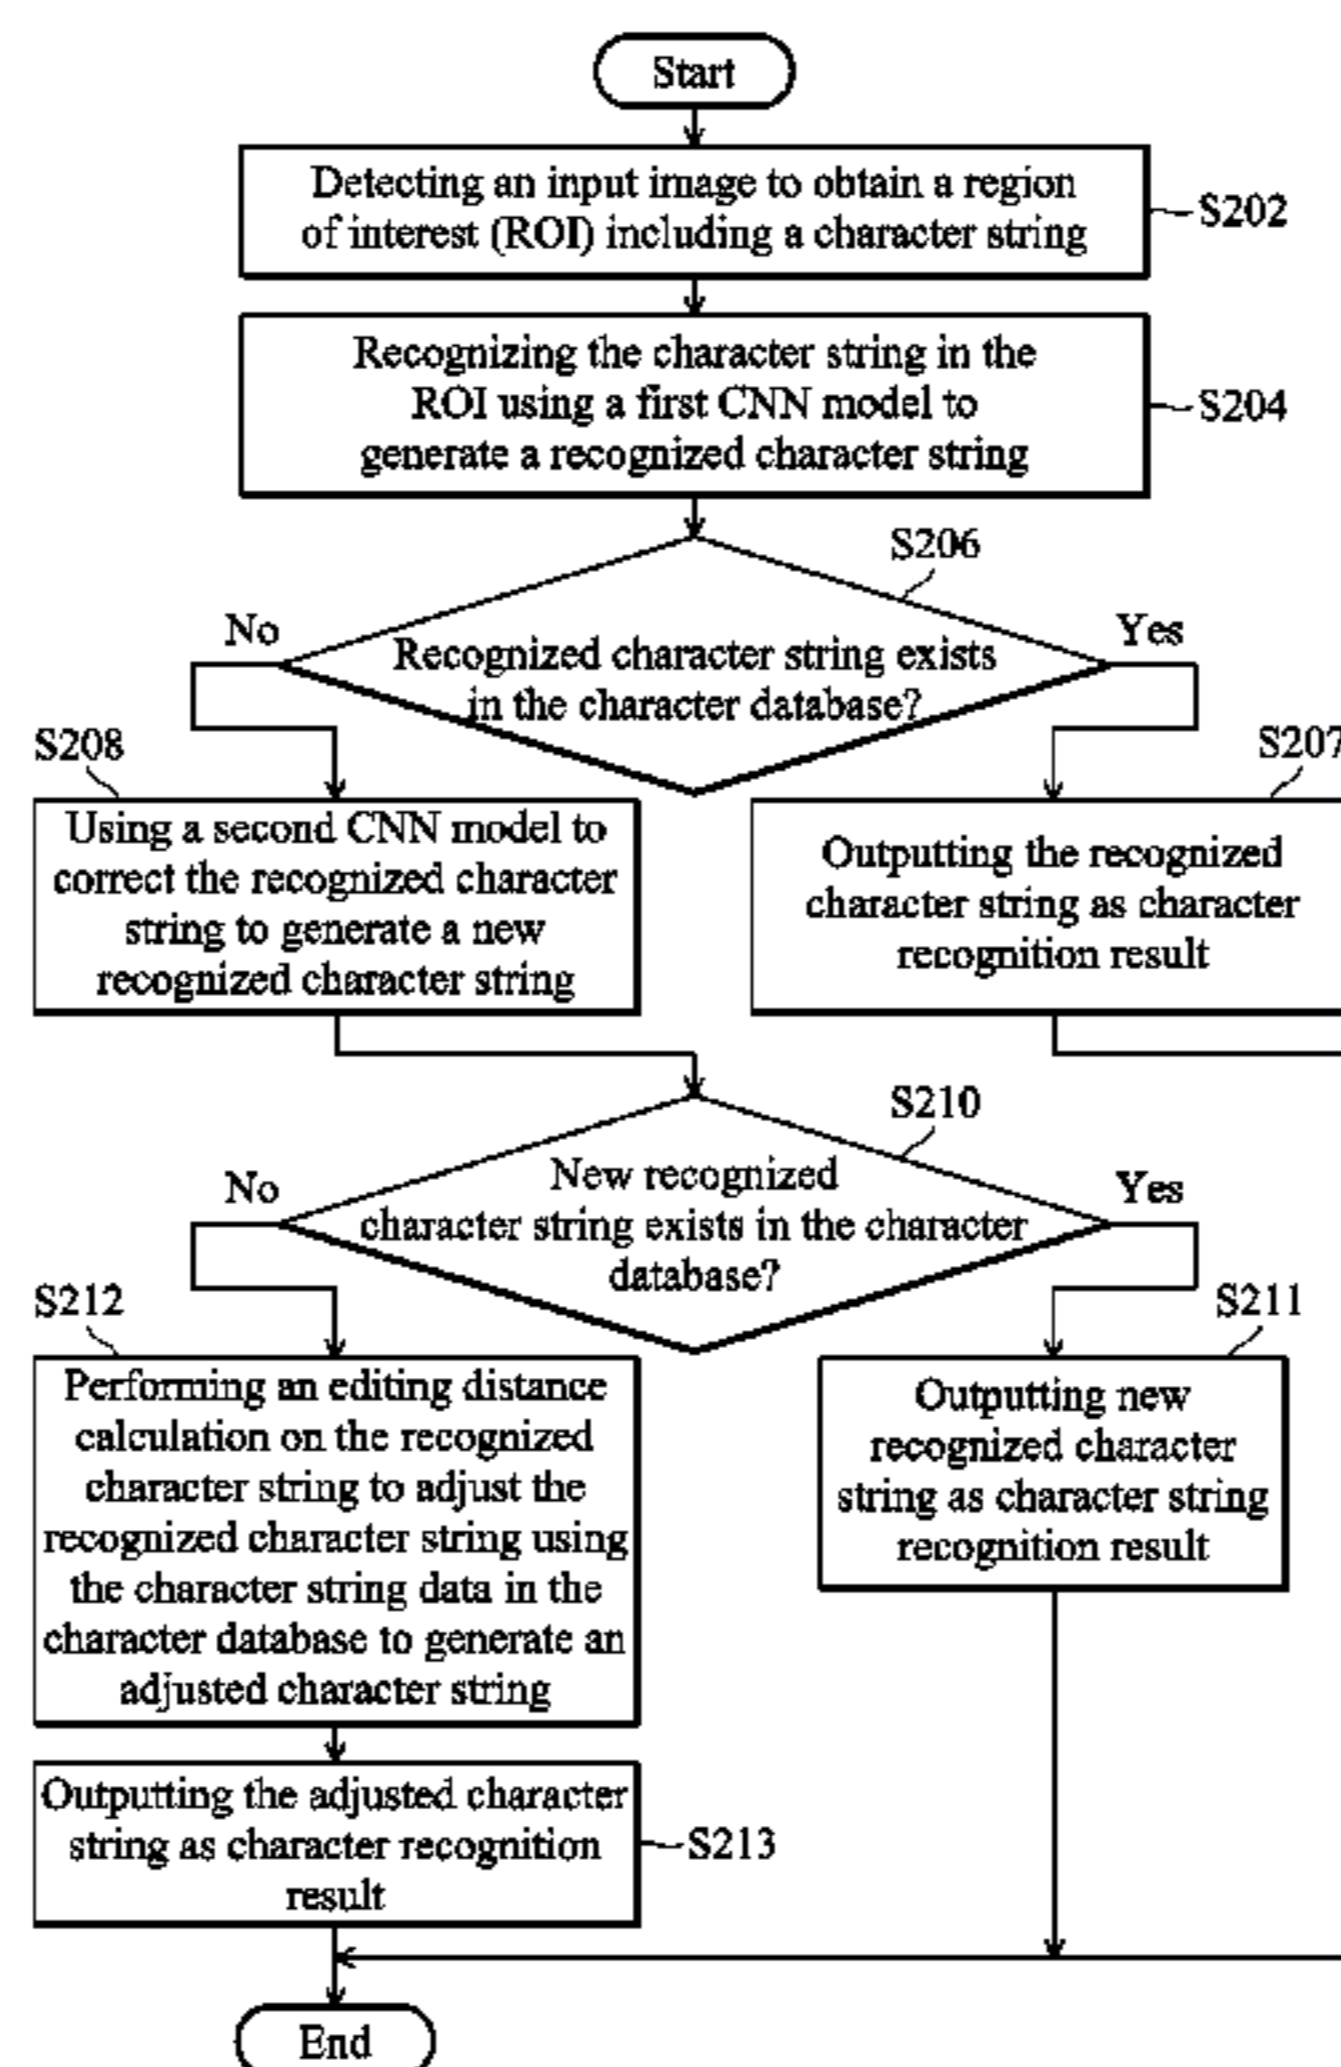 Start
Detecting an input image to obtain a region
of interest (ROI) including a character string
S202
Recognizing the character string in the
ROI using a first CNN model to
generate a recognized character string
S204
S206
No
Yes
Recognized character string exists
in the character database?
S208
S207
Using a second CNN model to
correct the recognized character
string to generate a new
recognized character string
Outputting the recognized
character string as character
recognition result
S210
No
Yes
New recognized
character string exists in the character
database?
S212
S211
Performing an editing distance
calculation on the recognized
character string to adjust the
recognized character string using
the character string data in the
character database to generate an
adjusted character string
Outputting new
recognized character
string as character string
recognition result
Outputting the adjusted character
string as character recognition
result
S213
End